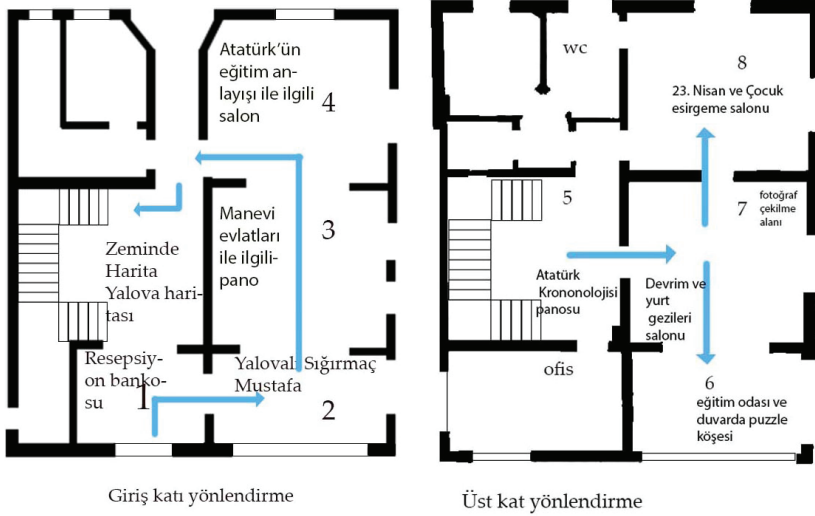 Atatürk'ün
eğitim an-
layışı ile ilgili
salon
4
Manevi
evlatları
ile ilgili
pano
3
Zeminde
Harita
Yalova hari-
tası
Resepsiy-
on banko-
su
1
Yalovalı Sığırmaç
Mustafa
2
Giriş katı yönlendirme
wc
8
23. Nisan ve Çocuk
esirgeme salonu
5
7
fotoğraf
çekilme
alanı
Atatürk
Krononolojisi
panosu
Devrim ve
yurt
gezileri
salonu
ofis
6
eğitim odası ve
duvarda puzzle
köşesi
Üst kat yönlendirme